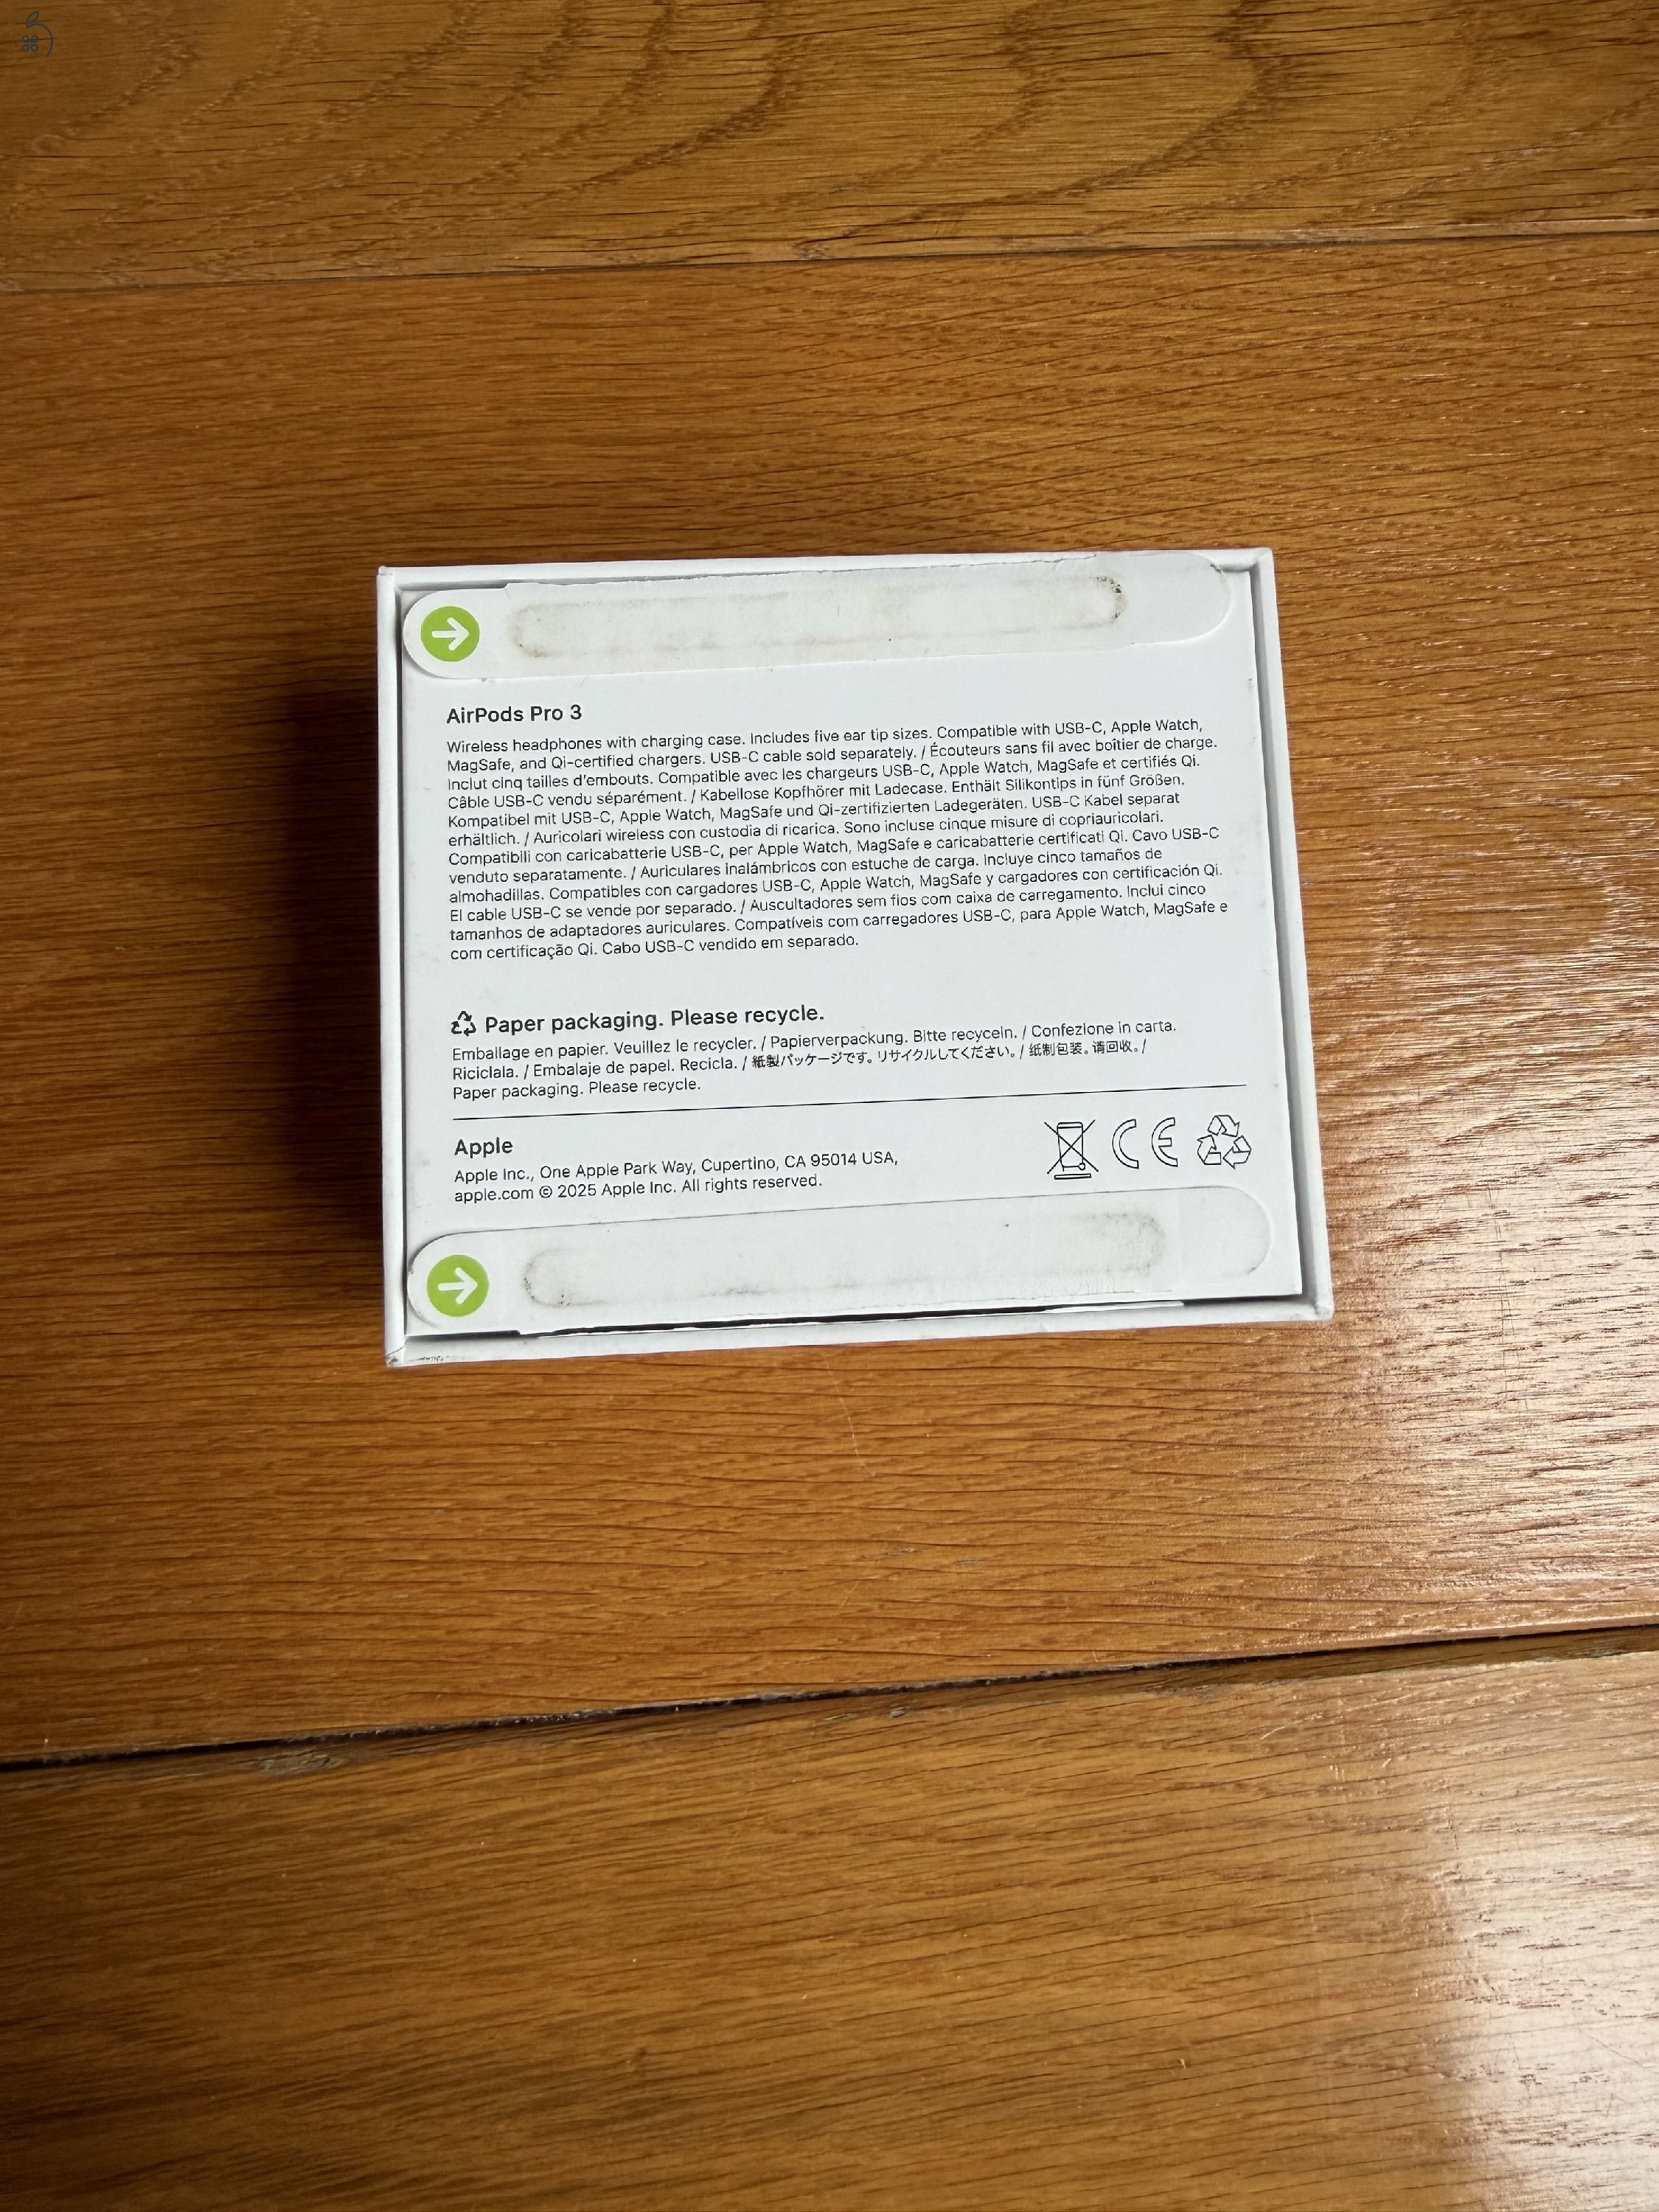 AirPods Pro 3
Wireless headphones with charging case. Includes five ear tip sizes. Compatible with USB-C, Apple Watch,
MagSafe, and Qi-certified chargers. USB-C cable sold separately. / Écouteurs sans fil avec boîtier de charge.
Inclut cinq tailles d'embouts. Compatible avec les chargeurs USB-C, Apple Watch, MagSafe et certifiés Qi.
Câble USB-C vendu séparément. / Kabellose Kopfhörer mit Ladecase. Enthält Silikontips in fünf Größen.
Kompatibel mit USB-C, Apple Watch, MagSafe und Qi-zertifizierten Ladegeräten. USB-C Kabel separat
erhältlich. / Auricolari wireless con custodia di ricarica. Sono incluse cinque misure di copriauricolari.
Compatibili con caricabatterie USB-C, per Apple Watch, MagSafe e caricabatterie certificati Qi. Cavo USB-C
venduto separatamente. / Auriculares inalámbricos con estuche de carga. Incluye cinco tamaños de
almohadillas. Compatibles con cargadores USB-C, Apple Watch, MagSafe y cargadores con certificación Qi.
El cable USB-C se vende por separado. / Auscultadores sem fios com caixa de carregamento. Inclui cinco
tamanhos de adaptadores auriculares. Compatíveis com carregadores USB-C, para Apple Watch, MagSafe e
com certificação Qi. Cabo USB-C vendido em separado.
Paper packaging. Please recycle.
Emballage en papier. Veuillez le recycler. / Papierverpackung. Bitte recyceln. / Confezione in carta.
Riciclala. / Embalaje de papel. Recicla. / 紙製パッケージです。リサイクルしてください。/ 纸制包装。请回收。/
Paper packaging. Please recycle.
Apple
Apple Inc., One Apple Park Way, Cupertino, CA 95014 USA,
apple.com © 2025 Apple Inc. All rights reserved.
CE